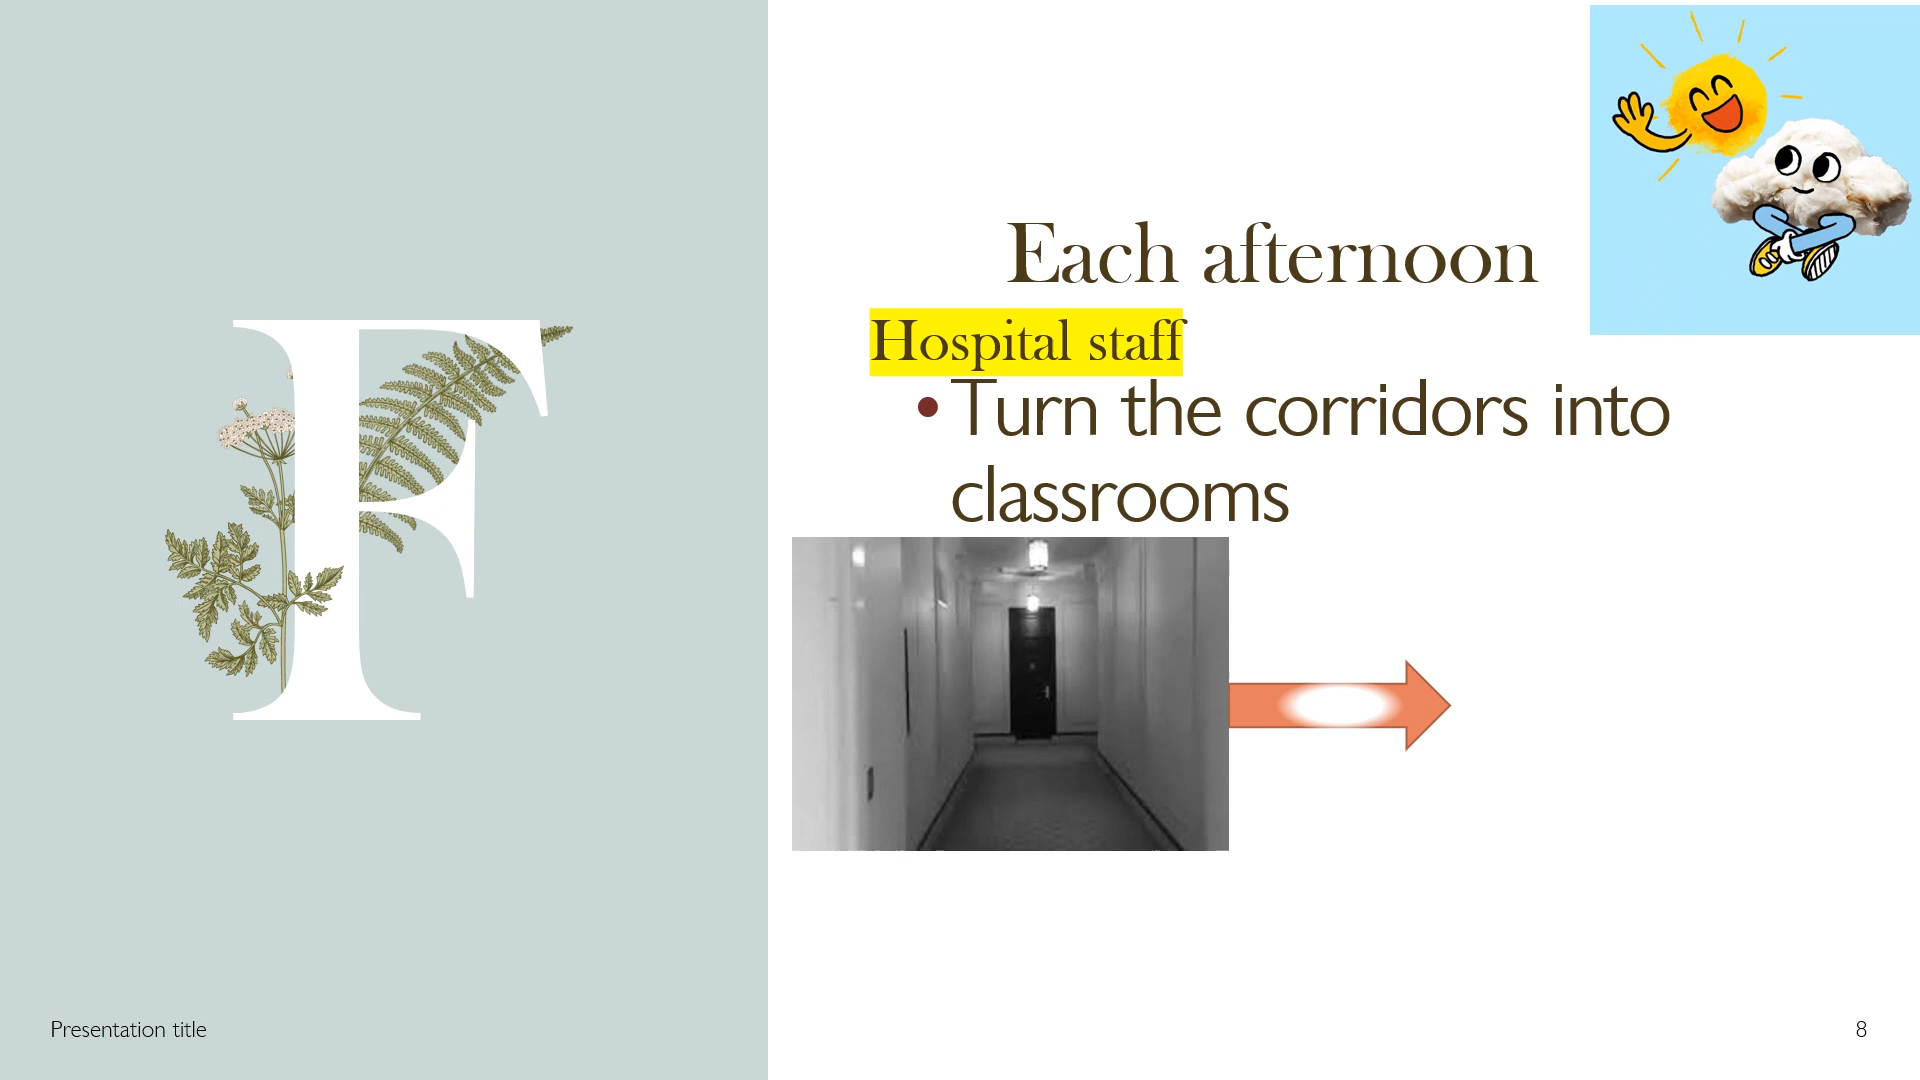 F
Each afternoon
Hospital staff
• Turn the corridors into
classrooms
Presentation title
8